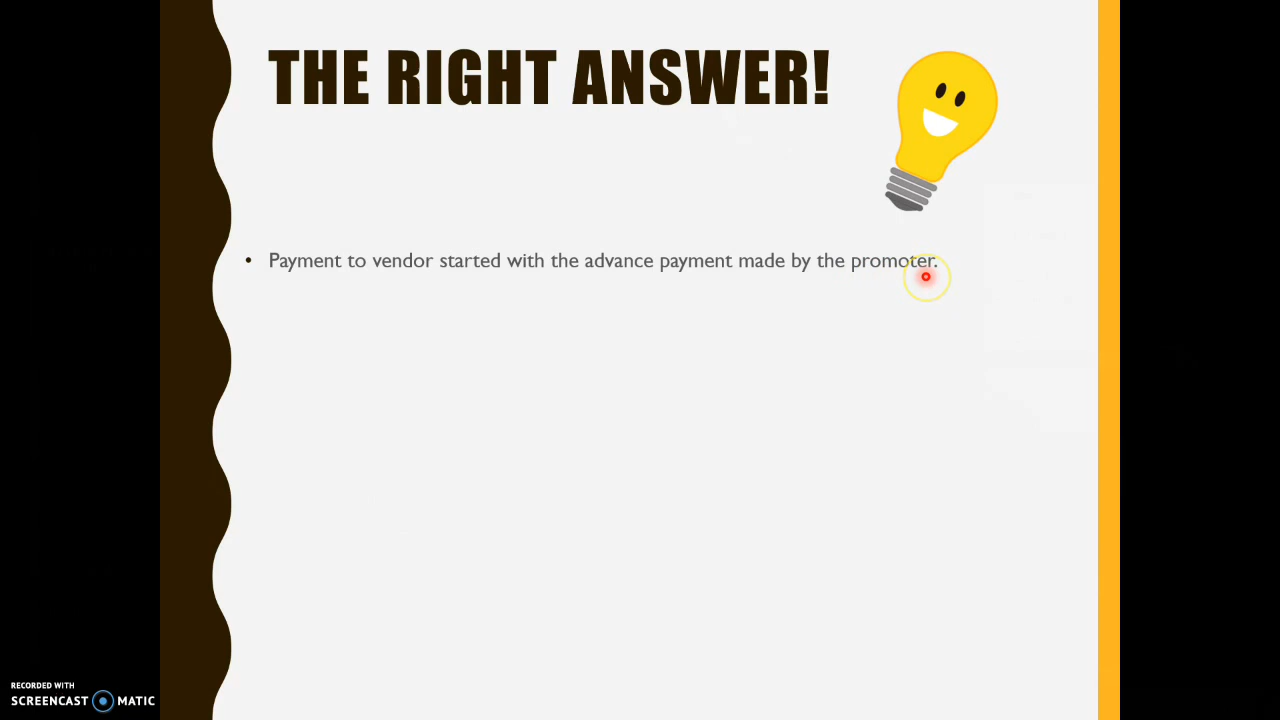 THE RIGHT ANSWER!
• Payment to vendor started with the advance payment made by the promoter.
RECORDED WITH
SCREENCAST MATIC